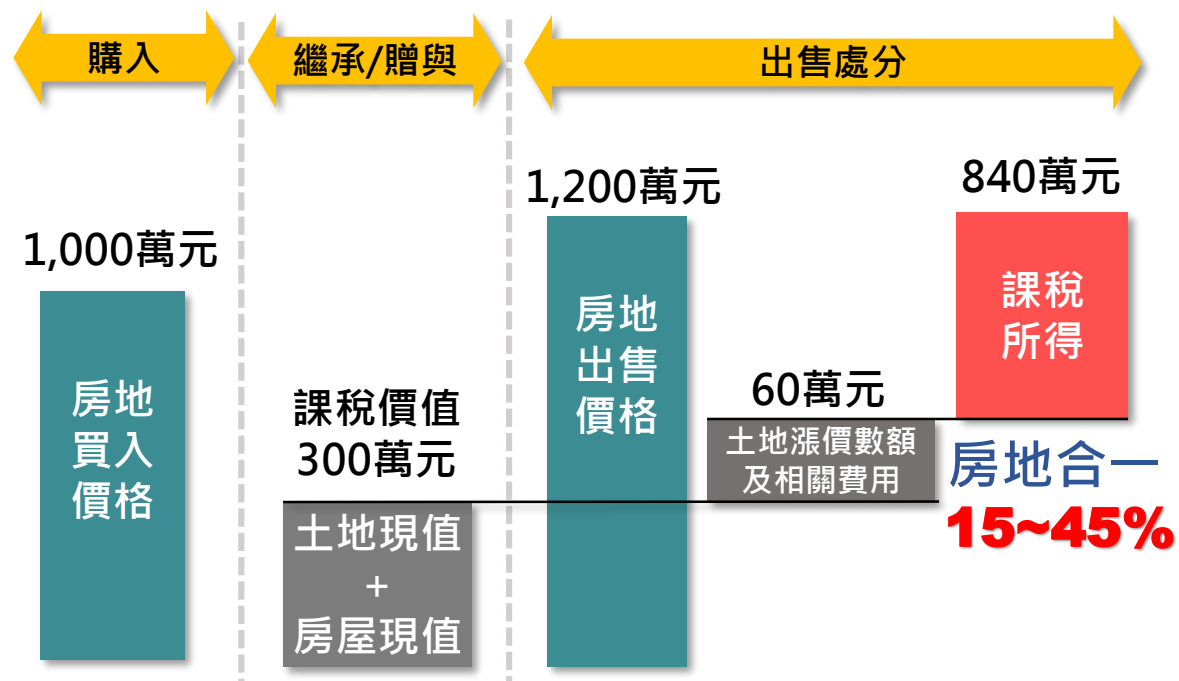 購入
繼承/贈與
出售處分
1,000萬元
房地
買入
價格
課稅價值
300萬元
土地現值
+
房屋現值
1,200萬元
房地
出售
價格
60萬元
土地漲價數額
及相關費用
840萬元
課稅
所得
房地合一
15~45%